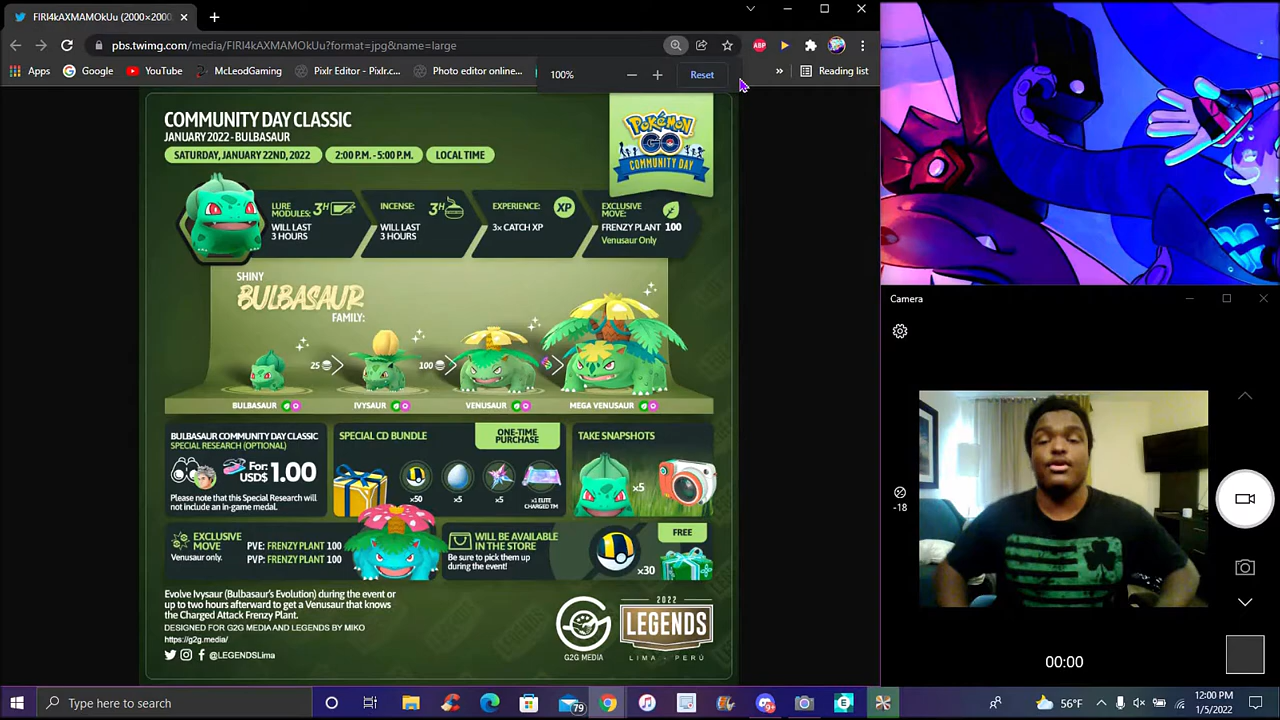 FIRI4kAXMAMOkUu (2000×2000)
pbs.twimg.com/media/FIRI4kAXMAMOkUu?format=jpg&name=large
ABP
Apps
Google
YouTube
McLeodGaming
Pixlr Editor - Pixlr.c...
Photo editor online...
100%
Reset
»
Reading list
COMMUNITY DAY CLASSIC
JANUARY 2022 - BULBASAUR
SATURDAY, JANUARY 22ND, 2022
2:00 P.M. - 5:00 P.M.
LOCAL TIME
POKÉMON
GO
COMMUNITY DAY
LURE
MODULES:
3H
WILL LAST
3 HOURS
INCENSE:
3H
WILL LAST
3 HOURS
EXPERIENCE:
XP
3x CATCH XP
EXCLUSIVE
MOVE:
FRENZY PLANT 100
Venusaur Only
SHINY
BULBASAUR
FAMILY:
25
100
BULBASAUR
IVYSAUR
VENUSAUR
MEGA VENUSAUR
BULBASAUR COMMUNITY DAY CLASSIC
SPECIAL RESEARCH (OPTIONAL)
For:
USD$ 1.00
Please note that this Special Research will
not include an in-game medal.
SPECIAL CD BUNDLE
ONE-TIME
PURCHASE
x50
x5
x5
x1 ELITE
CHARGED TM
TAKE SNAPSHOTS
x5
EXCLUSIVE
MOVE
Venusaur only.
PVE: FRENZY PLANT 100
PVP: FRENZY PLANT 100
WILL BE AVAILABLE
IN THE STORE
Be sure to pick them up
during the event!
FREE
x30
Evolve Ivysaur (Bulbasaur's Evolution) during the event or
up to two hours afterward to get a Venusaur that knows
the Charged Attack Frenzy Plant.
DESIGNED FOR G2G MEDIA AND LEGENDS BY MIKO
https://g2g.media/
@LEGENDSLima
G2G MEDIA
2022
LEGENDS
LIMA - PERÚ
Camera
-18
00:00
Type here to search
79
56°F
12:00 PM
1/5/2022